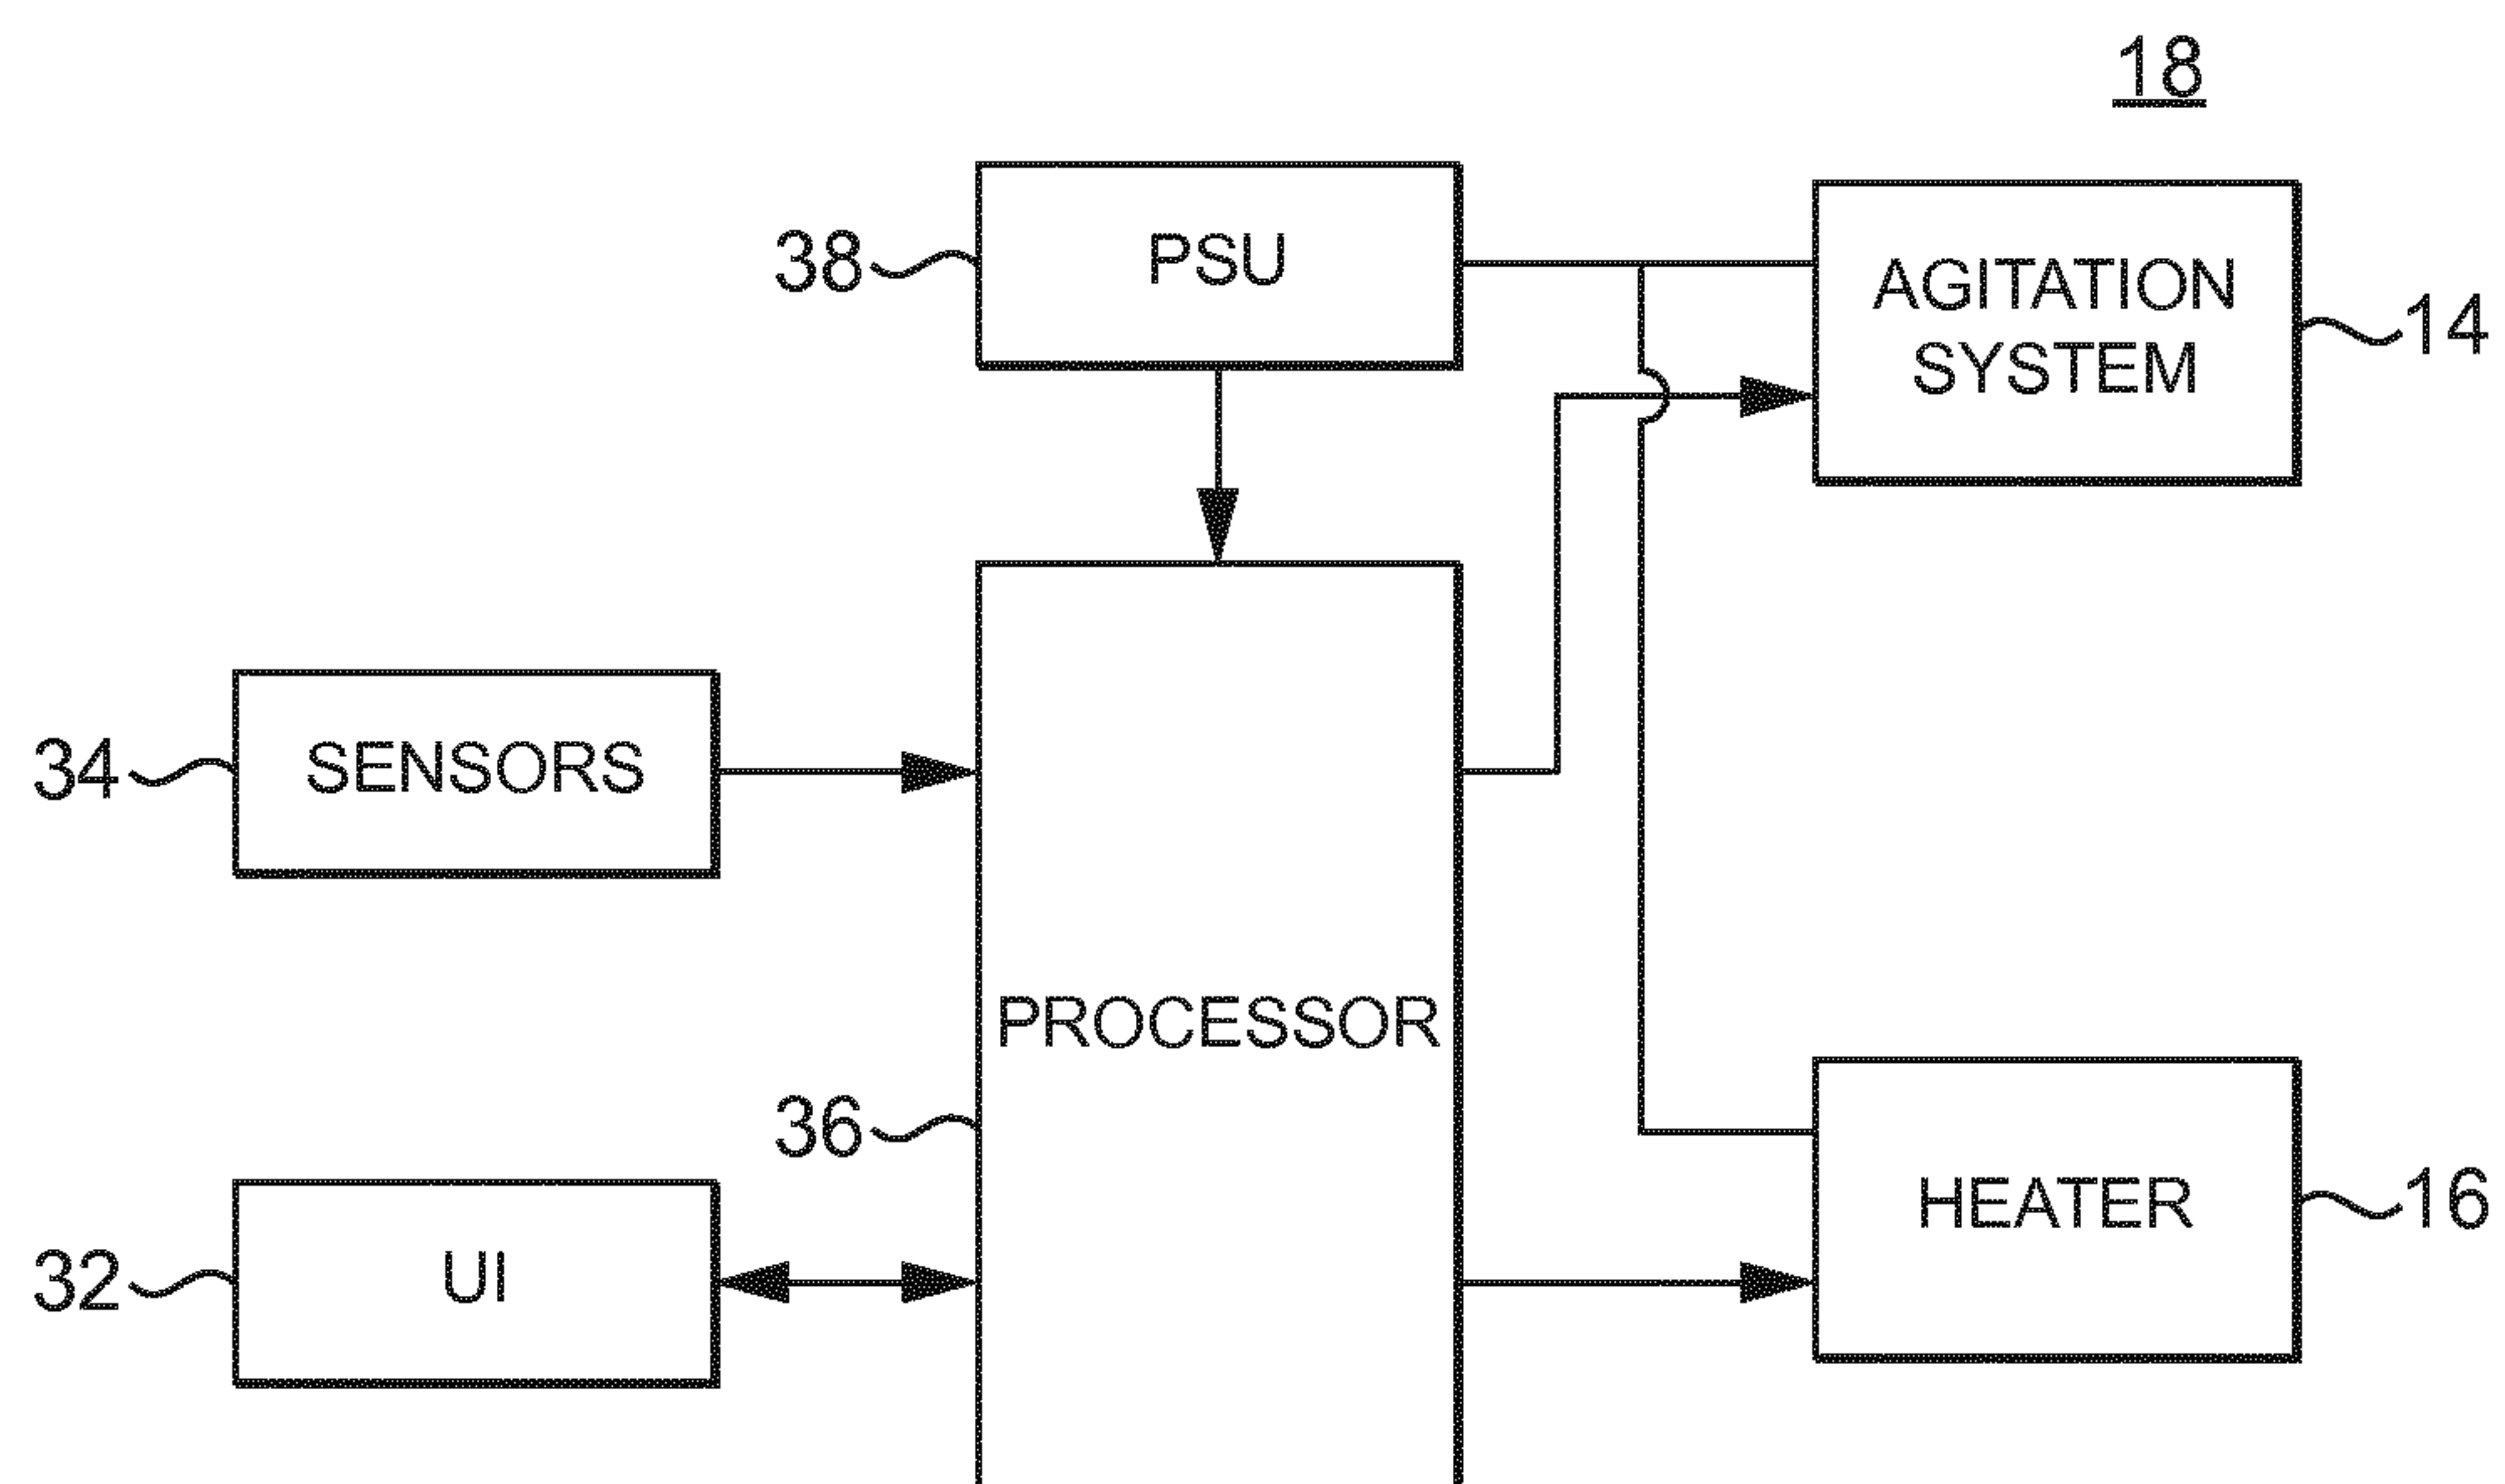 18
38
PSU
AGITATION
SYSTEM
14
34
SENSORS
PROCESSOR
36
32
UI
HEATER
16